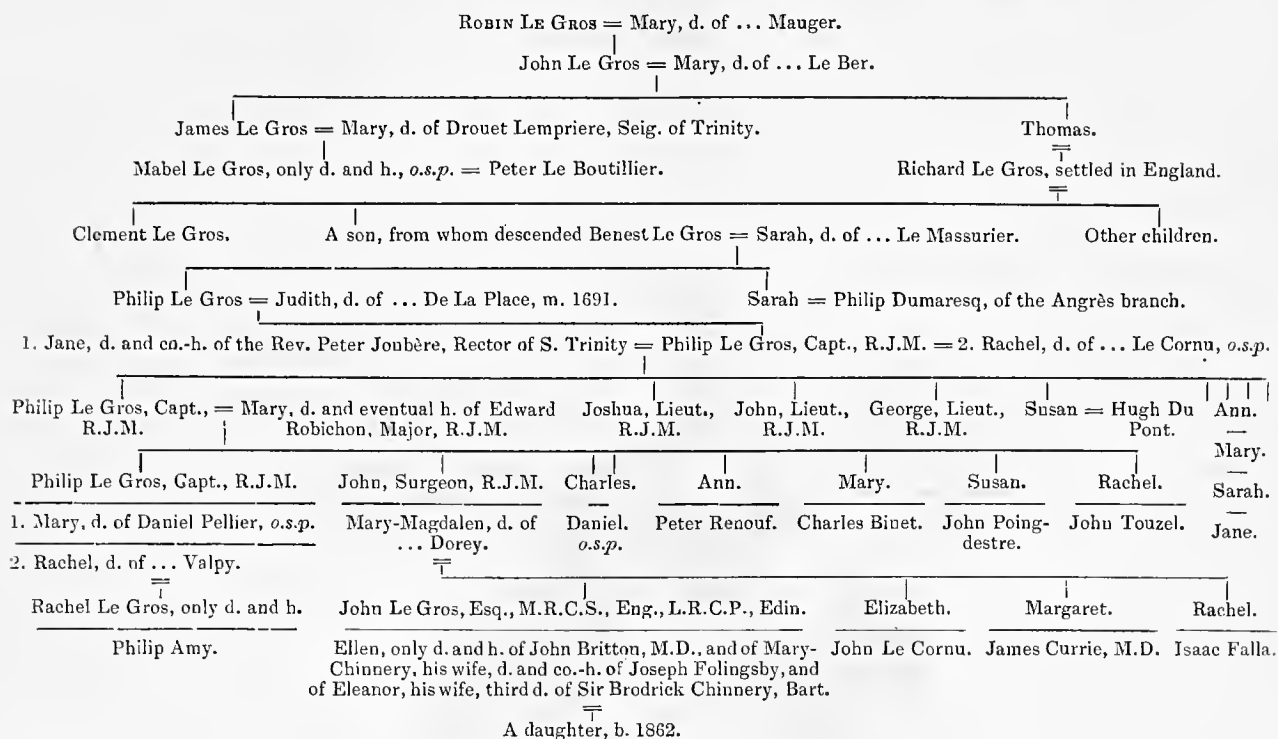 ROBIN LE GROS = Mary, d. of ... Mauger.
John Le Gros = Mary, d. of ... Le Ber.
James Le Gros = Mary, d. of Drouet Lempriere, Seig. of Trinity. Thomas.
Mabel Le Gros, only d. and h., o.s.p. = Peter Le Boutillier. Richard Le Gros, settled in England.
Clement Le Gros. A son, from whom descended Benest Le Gros = Sarah, d. of ... Le Massurier. Other children.
Philip Le Gros = Judith, d. of ... De La Place, m. 1691. Sarah = Philip Dumaresq, of the Angrès branch.
1. Jane, d. and co.-h. of the Rev. Peter Joubère, Rector of S. Trinity = Philip Le Gros, Capt., R.J.M. = 2. Rachel, d. of ... Le Cornu, o.s.p.
Philip Le Gros, Capt., = Mary, d. and eventual h. of Edward Joshua, Lieut., John, Lieut., George, Lieut., Susan = Hugh Du Ann.
R.J.M. Robichon, Major, R.J.M. R.J.M. R.J.M. R.J.M. Pont.
Mary.
Philip Le Gros, Capt., R.J.M. John, Surgeon, R.J.M. Charles. Ann. Mary. Susan. Rachel.
Sarah.
1. Mary, d. of Daniel Pellier, o.s.p. Mary-Magdalen, d. of Daniel. Peter Renouf. Charles Binet. John Poing- John Touzel.
... Dorey. o.s.p. destre. Jane.
2. Rachel, d. of ... Valpy.
Rachel Le Gros, only d. and h. John Le Gros, Esq., M.R.C.S., Eng., L.R.C.P., Edin. Elizabeth. Margaret. Rachel.
Philip Amy. Ellen, only d. and h. of John Britton, M.D., and of Mary- John Le Cornu. James Currie, M.D. Isaac Falla.
Chinnery, his wife, d. and co.-h. of Joseph Folingsby, and
of Eleanor, his wife, third d. of Sir Brodrick Chinnery, Bart.
A daughter, b. 1862.